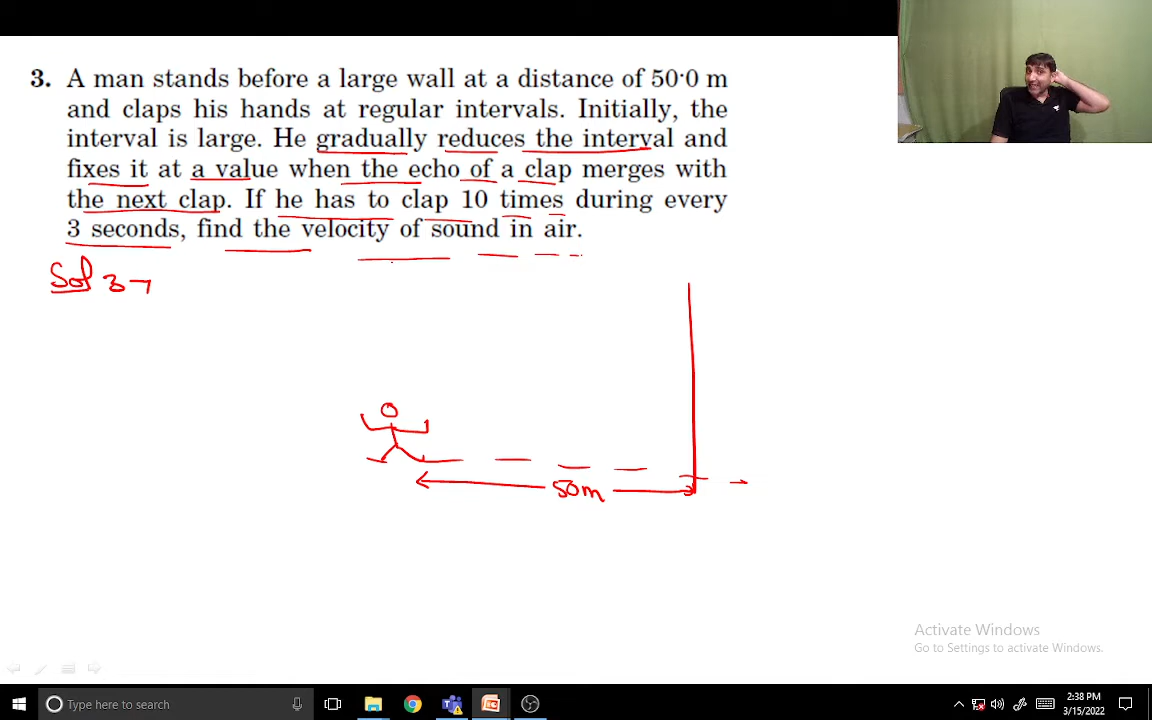 3. A man stands before a large wall at a distance of 50·0 m
and claps his hands at regular intervals. Initially, the
interval is large. He gradually reduces the interval and
fixes it at a value when the echo of a clap merges with
the next clap. If he has to clap 10 times during every
3 seconds, find the velocity of sound in air.
Sol 3 →
50m
Activate Windows
Go to Settings to activate Windows.
Type here to search
2:38 PM
3/15/2022